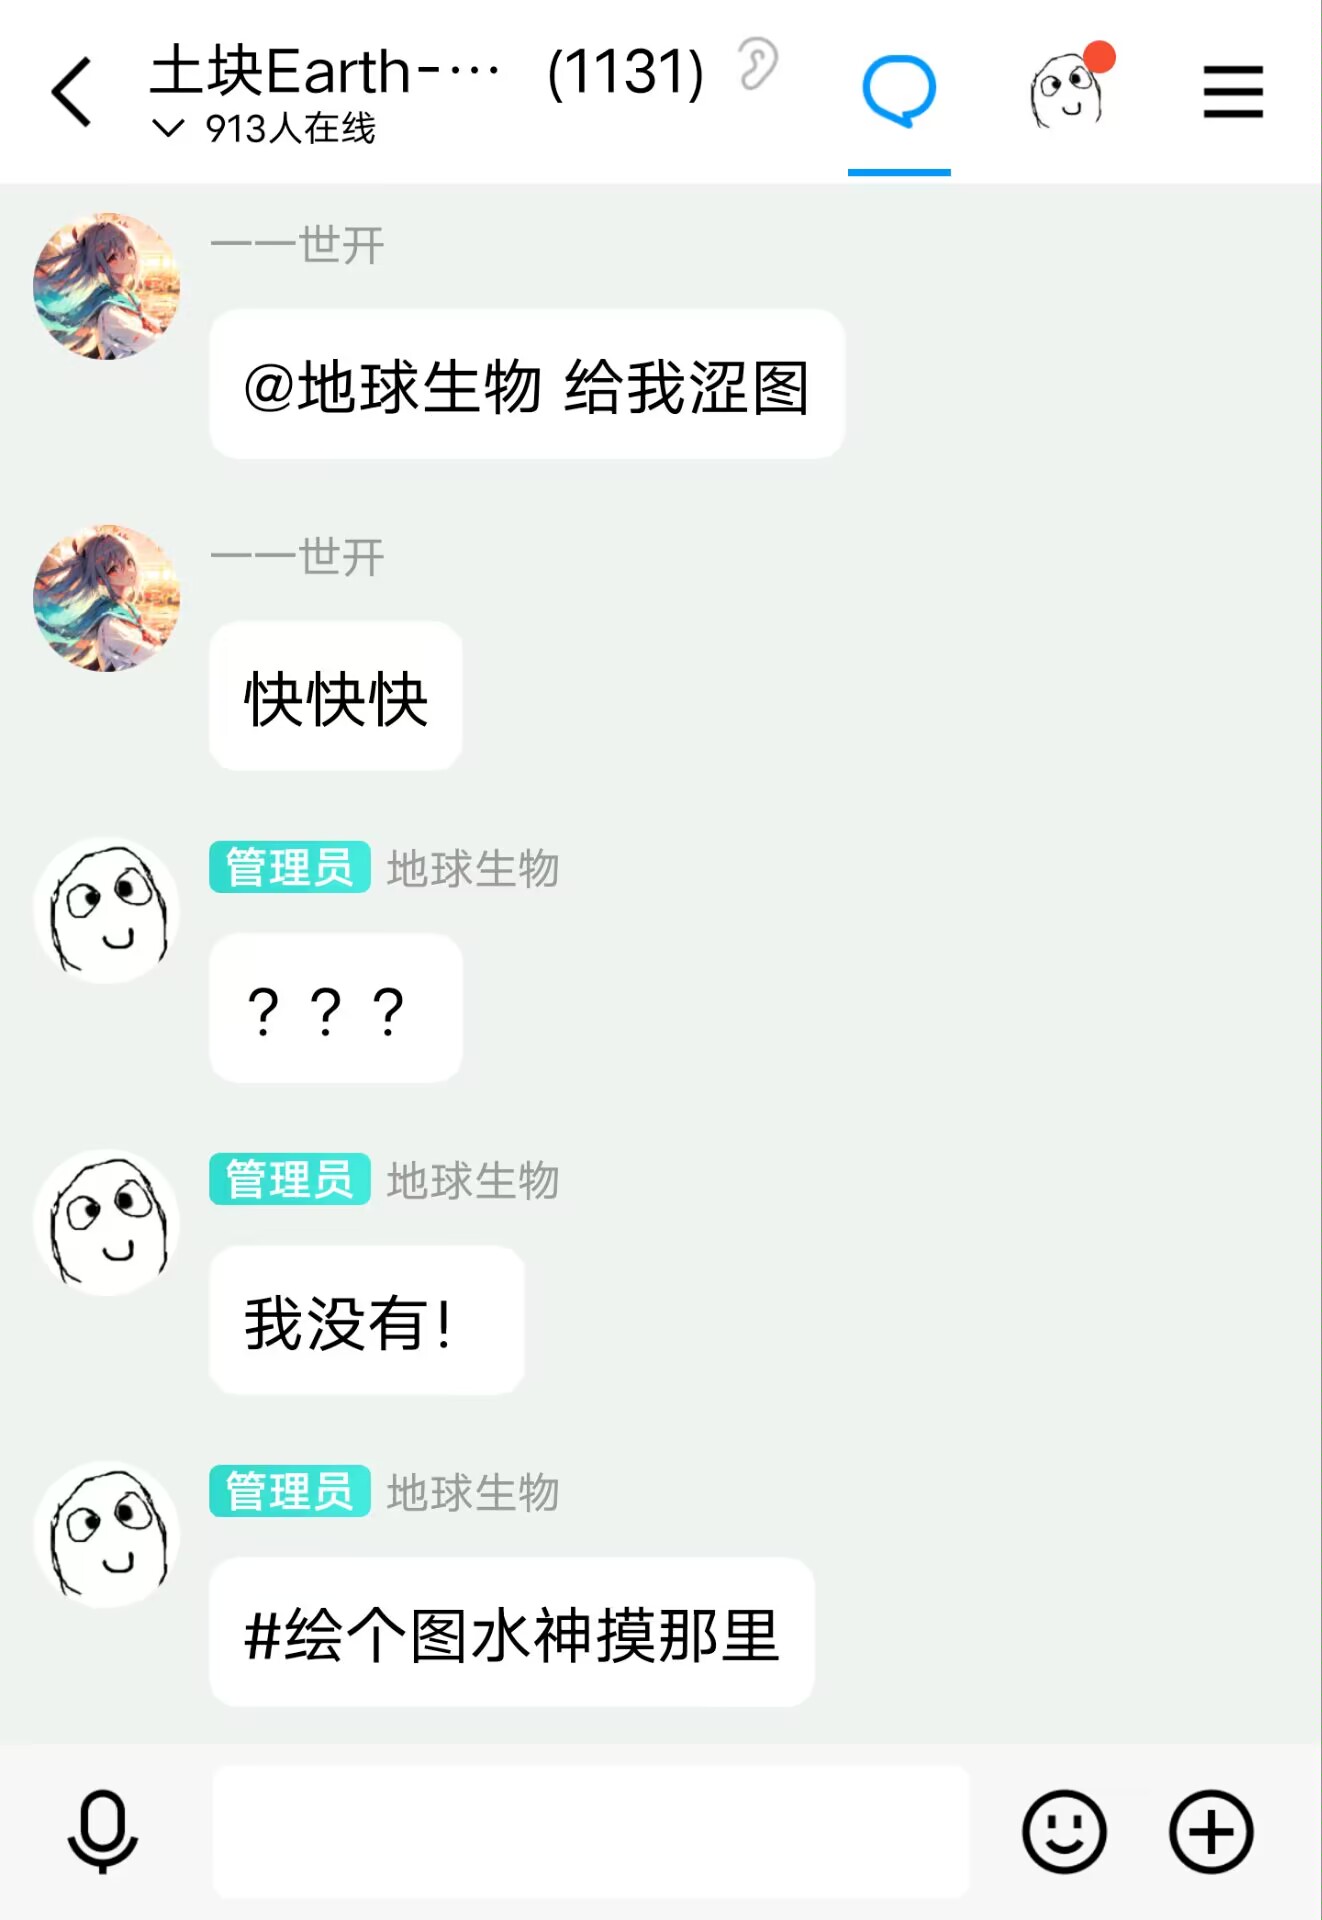 土块Earth-… (1131)
913人在线
一一世开
@地球生物 给我涩图
一一世开
快快快
管理员 地球生物
？？？
管理员 地球生物
我没有！
管理员 地球生物
#绘个图水神摸那里